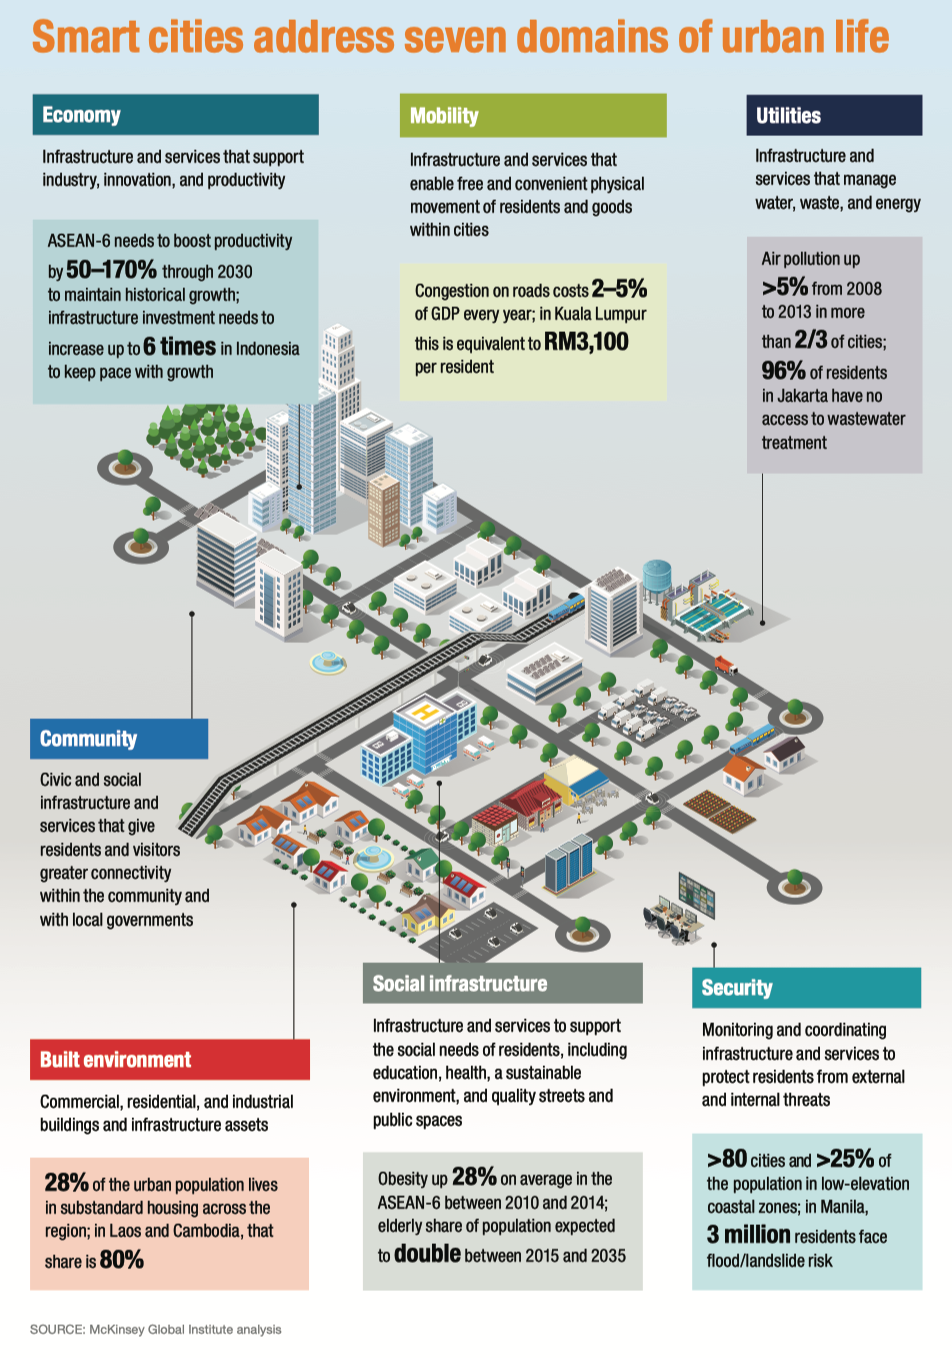 Smart cities address seven domains of urban life
Economy
Infrastructure and services that support
industry, innovation, and productivity
ASEAN-6 needs to boost productivity
by 50–170% through 2030
to maintain historical growth;
infrastructure investment needs to
increase up to 6 times in Indonesia
to keep pace with growth
Mobility
Infrastructure and services that
enable free and convenient physical
movement of residents and goods
within cities
Congestion on roads costs 2–5%
of GDP every year; in Kuala Lumpur
this is equivalent to RM3,100
per resident
Utilities
Infrastructure and
services that manage
water, waste, and energy
Air pollution up
>5% from 2008
to 2013 in more
than 2/3 of cities;
96% of residents
in Jakarta have no
access to wastewater
treatment
H
Community
Civic and social
infrastructure and
services that give
residents and visitors
greater connectivity
within the community and
with local governments
Built environment
Commercial, residential, and industrial
buildings and infrastructure assets
28% of the urban population lives
in substandard housing across the
region; in Laos and Cambodia, that
share is 80%
Social infrastructure
Infrastructure and services to support
the social needs of residents, including
education, health, a sustainable
environment, and quality streets and
public spaces
Obesity up 28% on average in the
ASEAN-6 between 2010 and 2014;
elderly share of population expected
to double between 2015 and 2035
Security
Monitoring and coordinating
infrastructure and services to
protect residents from external
and internal threats
>80 cities and >25% of
the population in low-elevation
coastal zones; in Manila,
3 million residents face
flood/landslide risk
SOURCE: McKinsey Global Institute analysis